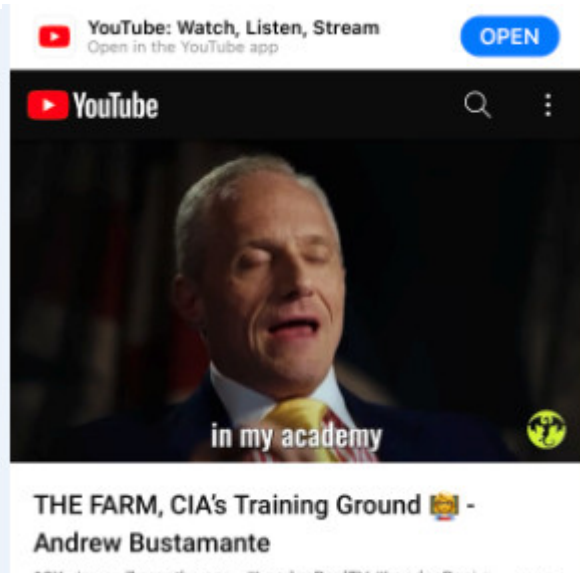 YouTube: Watch, Listen, Stream
Open in the YouTube app
OPEN
YouTube
in my academy
THE FARM, CIA's Training Ground 🧑‍🌾 -
Andrew Bustamante